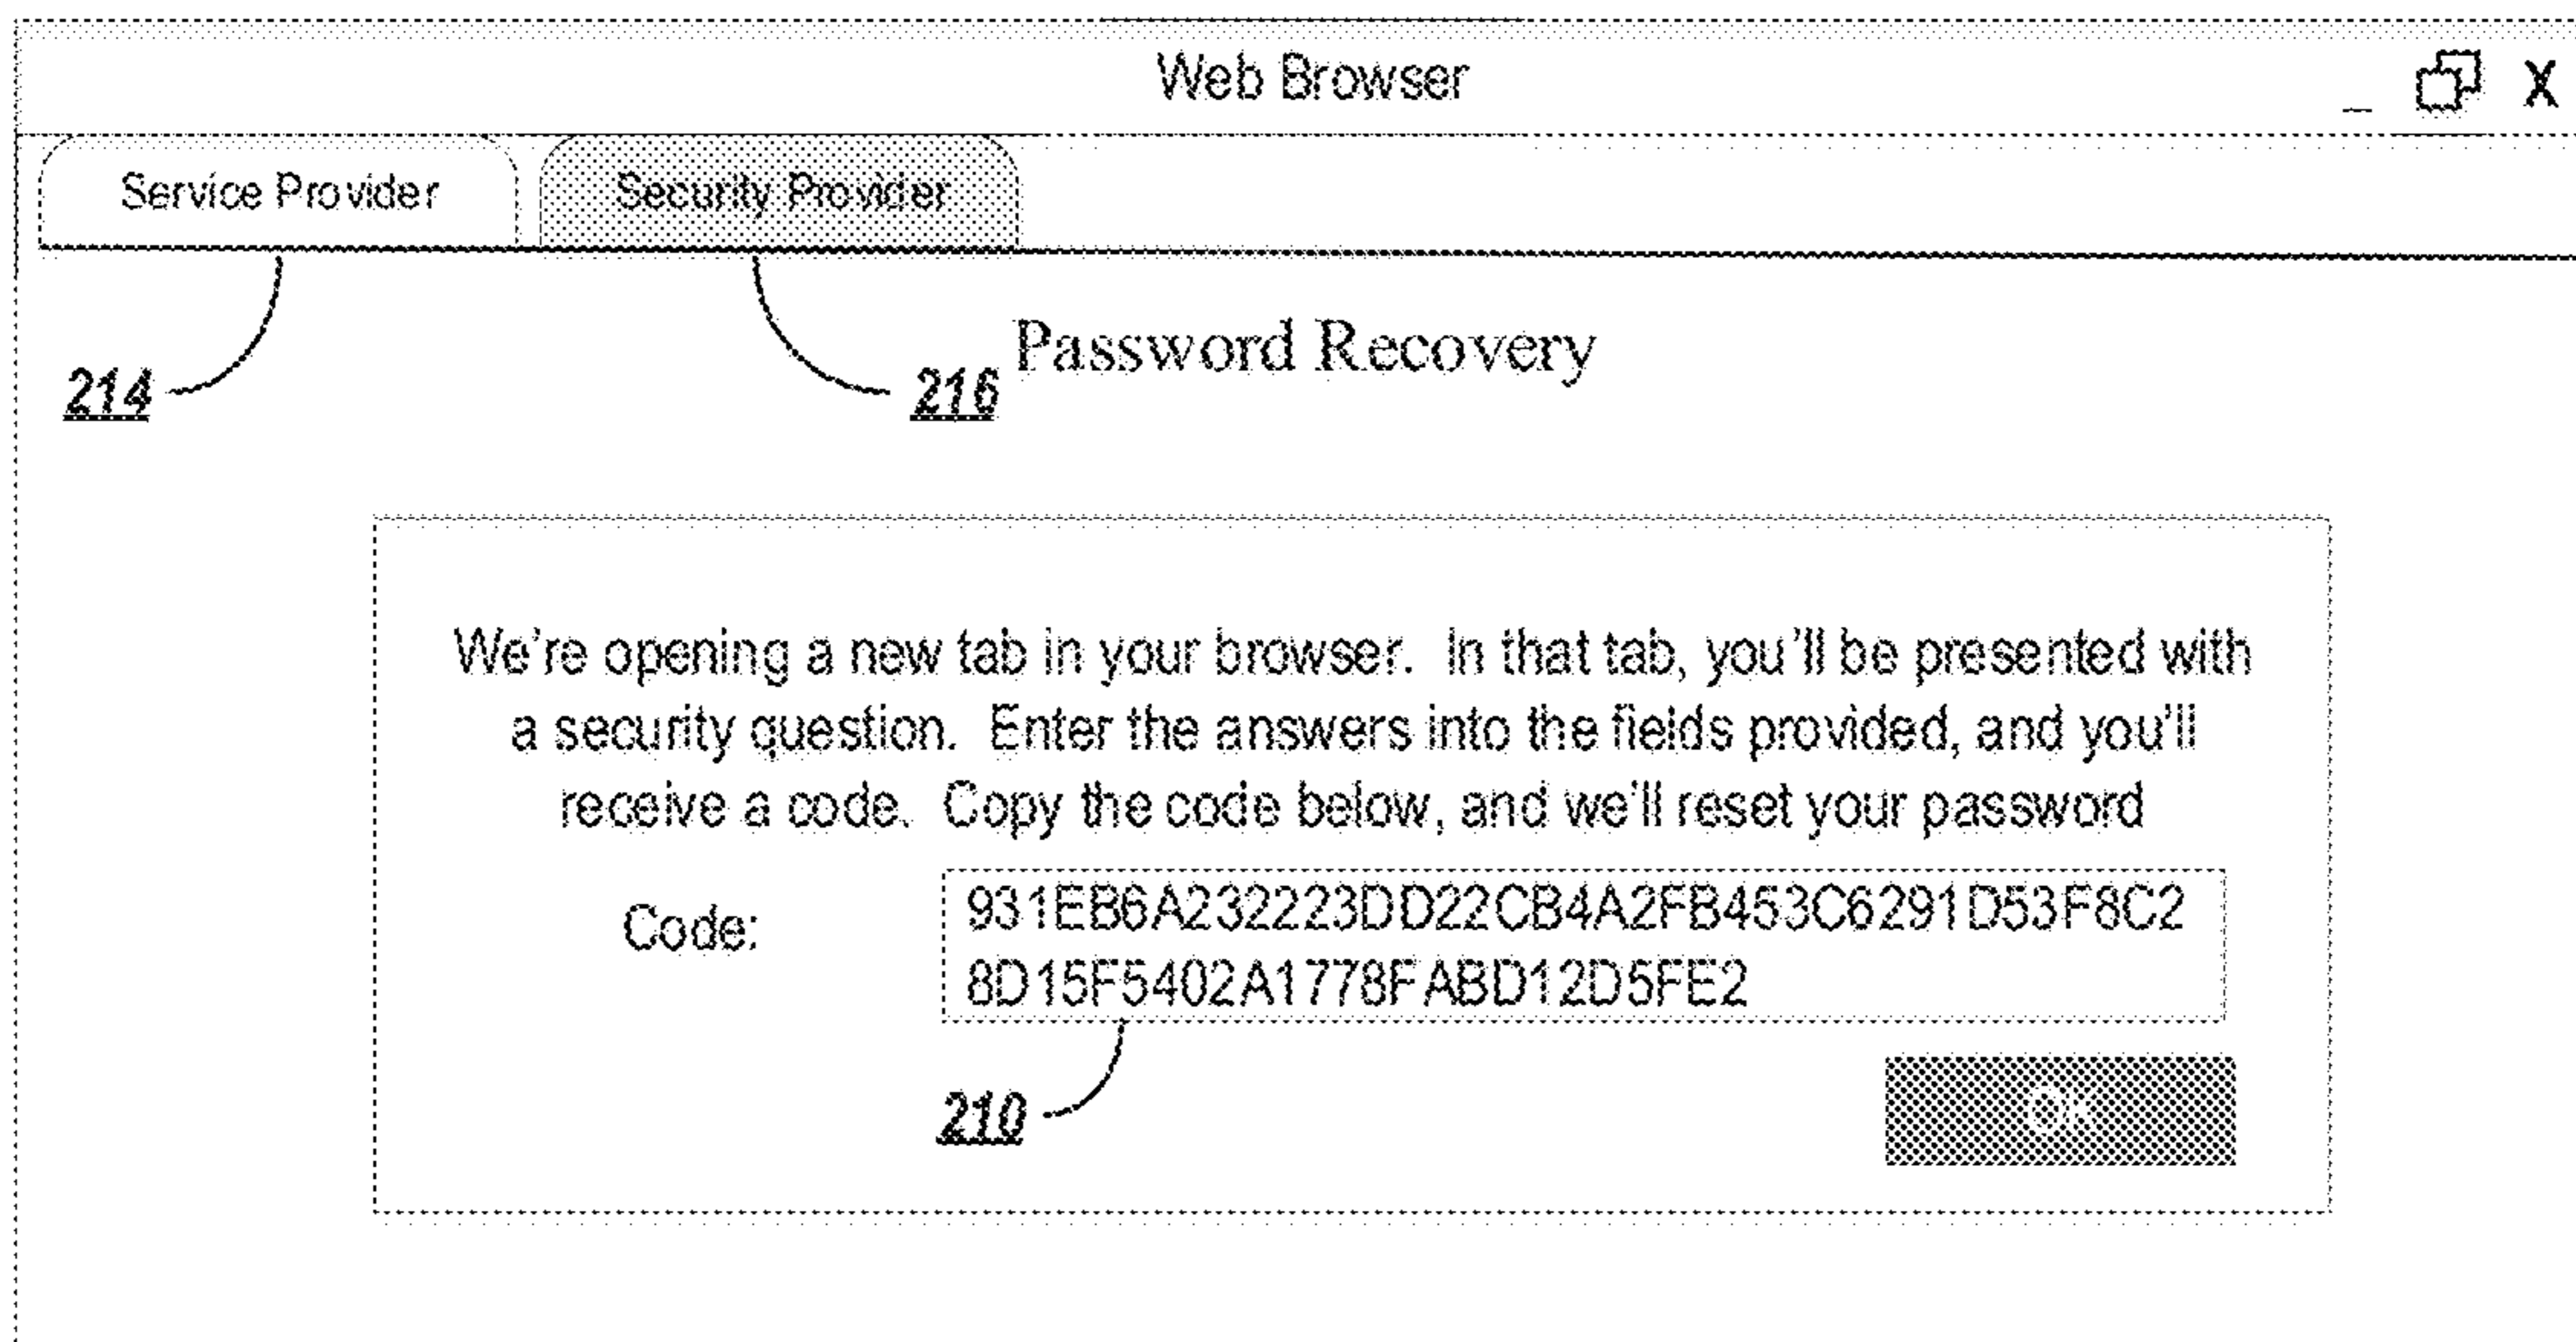 Web Browser _ X
Service Provider Security Provider
Password Recovery
214 216
We're opening a new tab in your browser. In that tab, you'll be presented with
a security question. Enter the answers into the fields provided, and you'll
receive a code. Copy the code below, and we'll reset your password
Code:
931EB6A232223DD22CB4A2FB453C6291D53F8C2
8D15F5402A1778FABD12D5FE2
210
OK